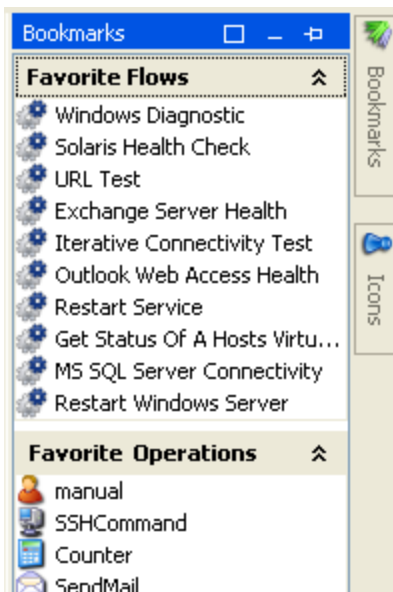 Bookmarks
Favorite Flows
Windows Diagnostic
Solaris Health Check
URL Test
Exchange Server Health
Iterative Connectivity Test
Outlook Web Access Health
Restart Service
Get Status Of A Hosts Virtu...
MS SQL Server Connectivity
Restart Windows Server
Favorite Operations
manual
SSHCommand
Counter
SendMail
Bookmarks
Icons